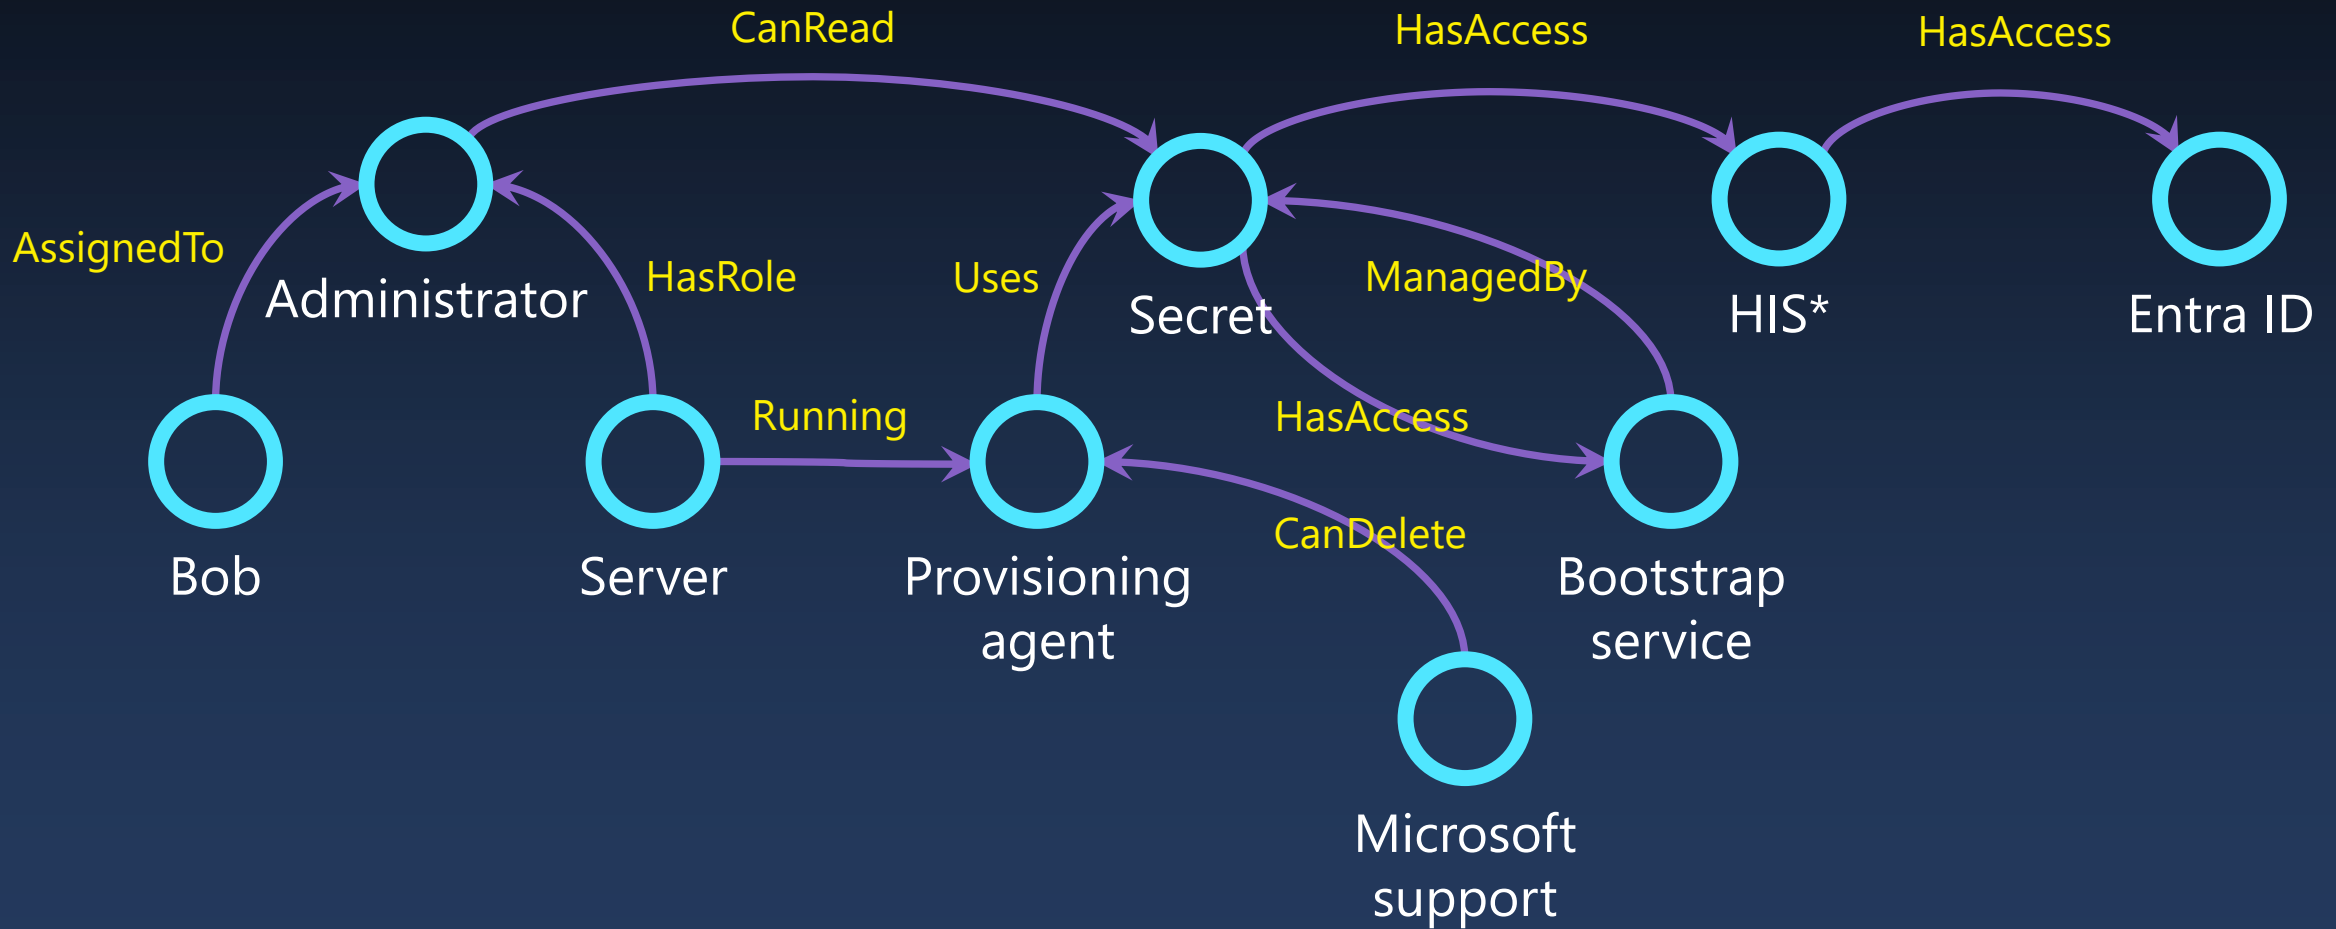 CanRead
HasAccess
HasAccess
AssignedTo
Administrator
HasRole
Uses
Secret
ManagedBy
HIS*
Entra ID
Running
HasAccess
CanDelete
Bob
Server
Provisioning
agent
Bootstrap
service
Microsoft
support